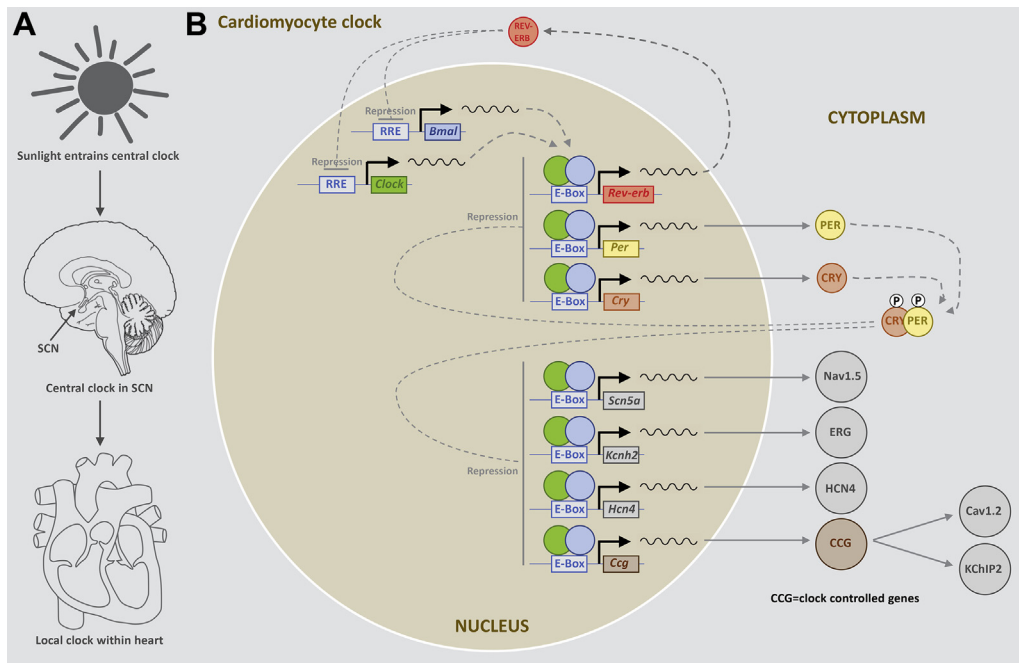 A
Sunlight entrains central clock
SCN
Central clock in SCN
Local clock within heart
B
Cardiomyocyte clock
REV-
ERB
CYTOPLASM
Repression
RRE
Bmal
Repression
RRE
Clock
E-Box
Rev-erb
Repression
E-Box
Per
PER
E-Box
Cry
CRY
P
P
CRY
PER
E-Box
Scn5a
Nav1.5
E-Box
Kcnh2
ERG
Repression
E-Box
Hcn4
HCN4
E-Box
Ccg
CCG
Cav1.2
KChIP2
CCG=clock controlled genes
NUCLEUS